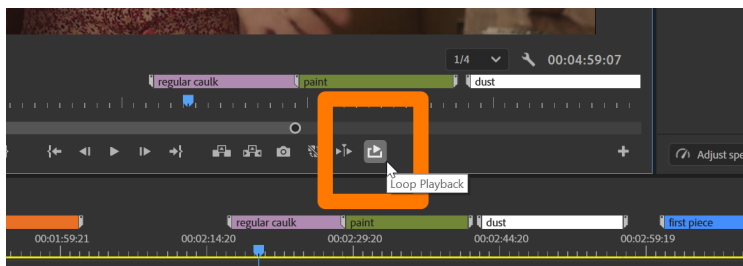 1/4
00:04:59:07
regular caulk
paint
dust
Adjust spe
Loop Playback
regular caulk
paint
dust
first piece
00:01:59:21
00:02:14:20
00:02:29:20
00:02:44:20
00:02:59:19